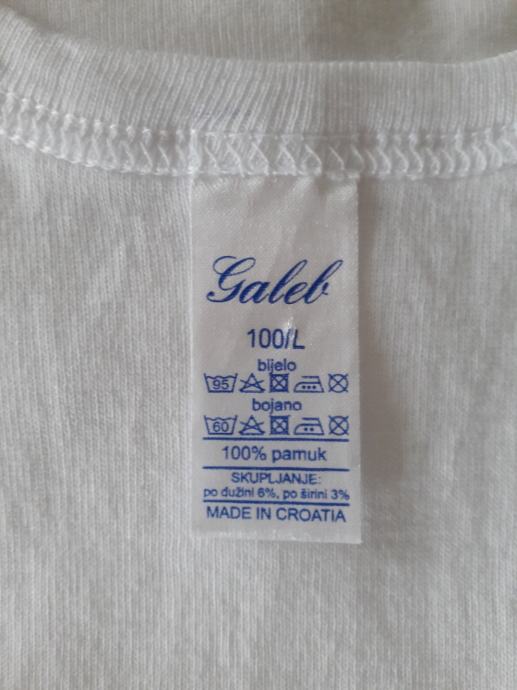 Galeb
100/L
bijelo
95
bojano
60
100% pamuk
SKUPLJANJE:
po dužini 6%, po širini 3%
MADE IN CROATIA